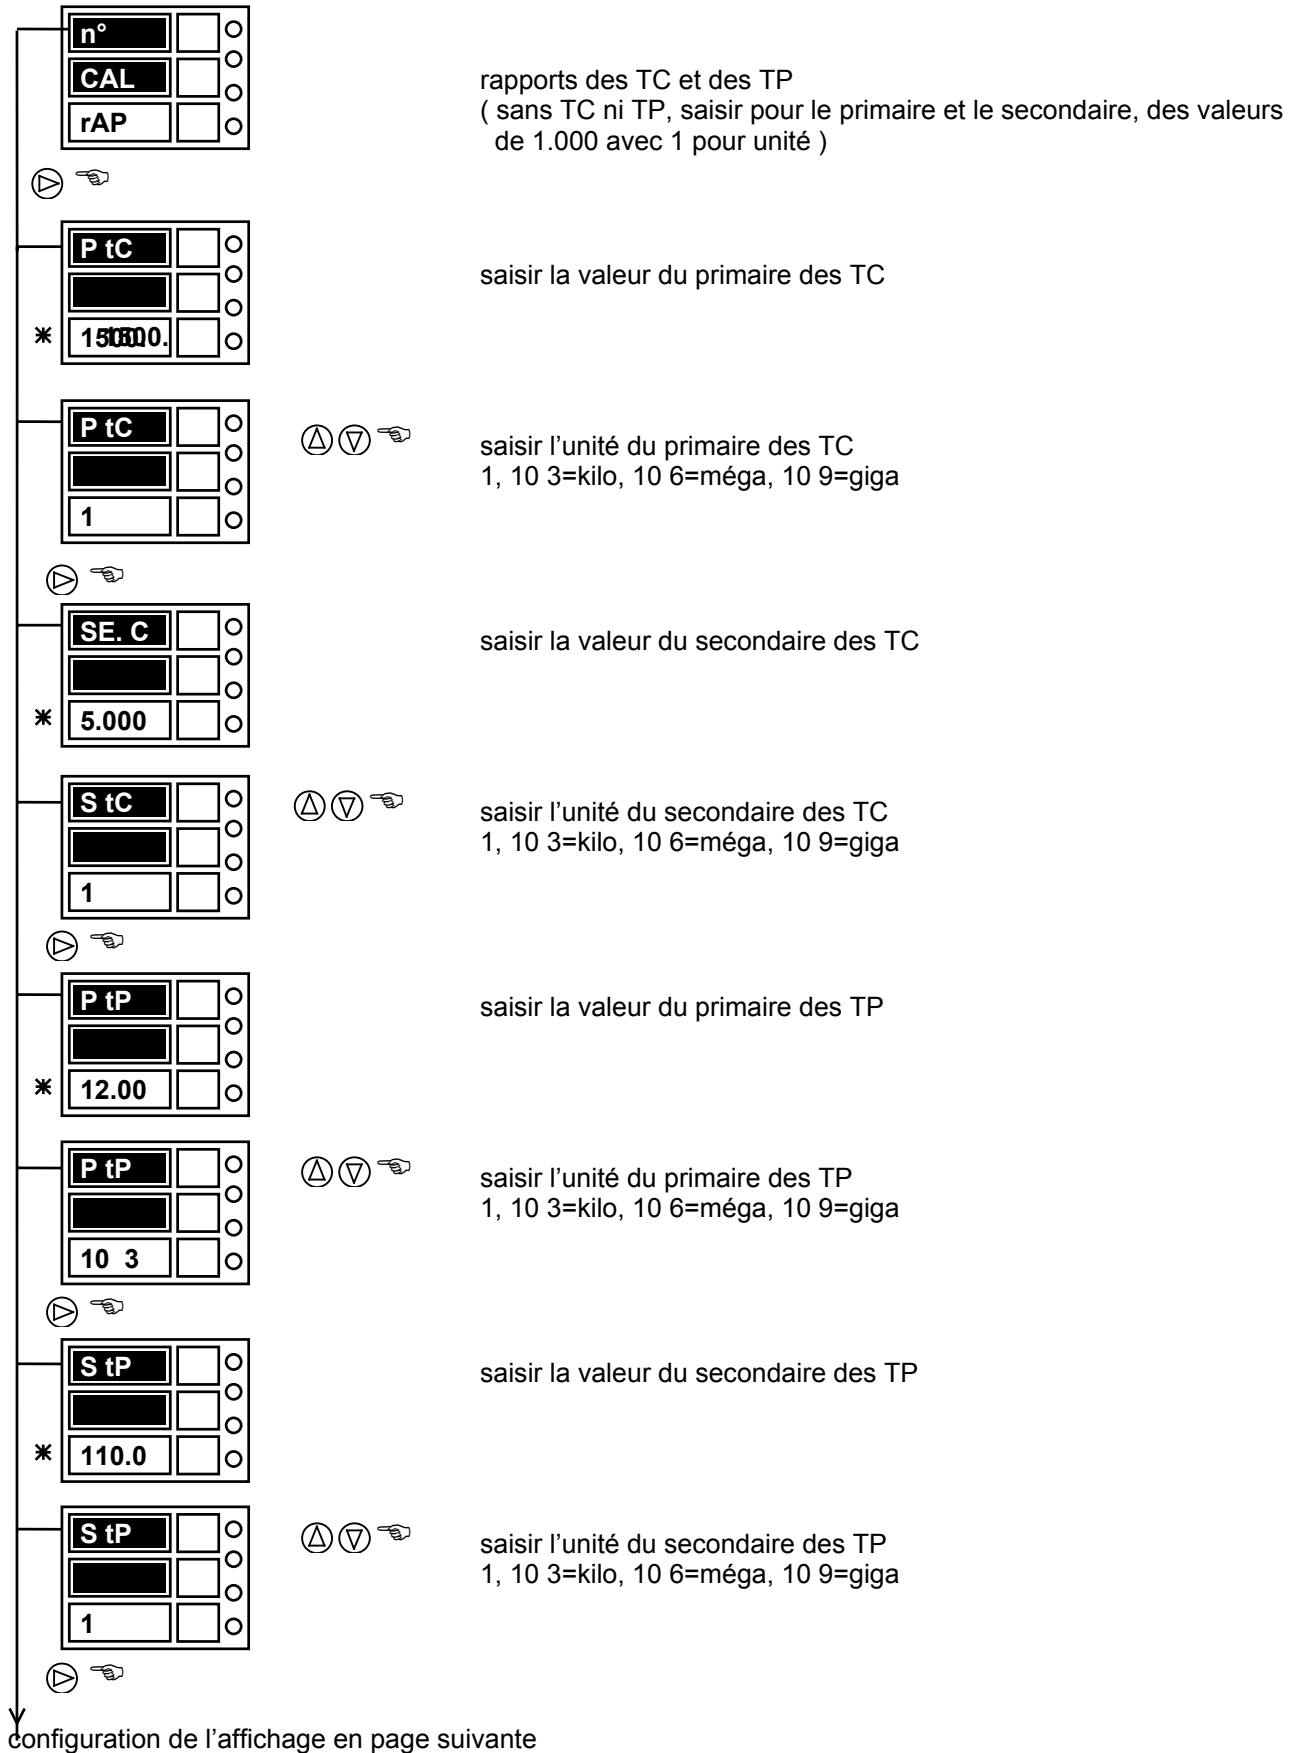 n°
CAL
rAP
rapports des TC et des TP
( sans TC ni TP, saisir pour le primaire et le secondaire, des valeurs
de 1.000 avec 1 pour unité )
P tC
saisir la valeur du primaire des TC
1500.
P tC
saisir l’unité du primaire des TC
1, 10 3=kilo, 10 6=méga, 10 9=giga
1
SE. C
saisir la valeur du secondaire des TC
5.000
S tC
saisir l’unité du secondaire des TC
1, 10 3=kilo, 10 6=méga, 10 9=giga
1
P tP
saisir la valeur du primaire des TP
12.00
P tP
saisir l’unité du primaire des TP
1, 10 3=kilo, 10 6=méga, 10 9=giga
10 3
S tP
saisir la valeur du secondaire des TP
110.0
S tP
saisir l’unité du secondaire des TP
1, 10 3=kilo, 10 6=méga, 10 9=giga
1
configuration de l’affichage en page suivante